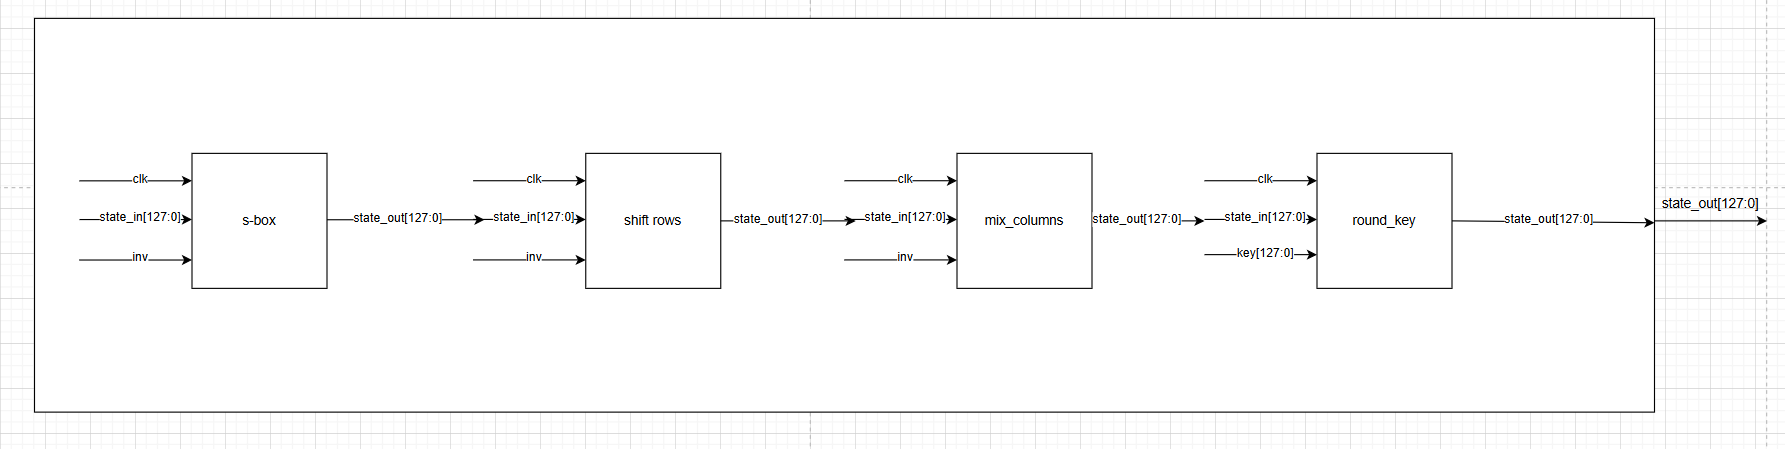 clk
state_in[127:0]
inv
s-box
state_out[127:0]
clk
state_in[127:0]
inv
shift rows
state_out[127:0]
clk
state_in[127:0]
inv
mix_columns
state_out[127:0]
clk
state_in[127:0]
key[127:0]
round_key
state_out[127:0]
state_out[127:0]